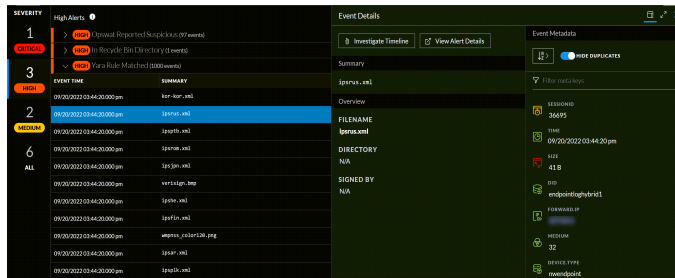 SEVERITY
1
CRITICAL
3
HIGH
2
MEDIUM
6
ALL
High Alerts
HIGH Opswat Reported Suspicious (97 events)
HIGH In Recycle Bin Directory (1 events)
HIGH Yara Rule Matched (1000 events)
EVENT TIME SUMMARY
09/20/2022 03:44:20.000 pm kor-kor.xml
09/20/2022 03:44:20.000 pm ipsrus.xml
09/20/2022 03:44:20.000 pm ipsptb.xml
09/20/2022 03:44:20.000 pm ipsrom.xml
09/20/2022 03:44:20.000 pm ipsjpn.xml
09/20/2022 03:44:20.000 pm verisign.bmp
09/20/2022 03:44:20.000 pm ipshe.xml
09/20/2022 03:44:20.000 pm ipsfin.xml
09/20/2022 03:44:20.000 pm wmpnss_color120.png
09/20/2022 03:44:20.000 pm ipsar.xml
09/20/2022 03:44:20.000 pm ipsplk.xml
Event Details
Investigate Timeline View Alert Details
Summary
ipsrus.xml
Overview
FILENAME
ipsrus.xml
DIRECTORY
N/A
SIGNED BY
N/A
Event Metadata
HIDE DUPLICATES
Filter meta keys
SESSIONID
36695
TIME
09/20/2022 03:44:20 pm
SIZE
41 B
DID
endpointloghybrid1
FORWARD.IP
MEDIUM
32
DEVICE.TYPE
nwendpoint